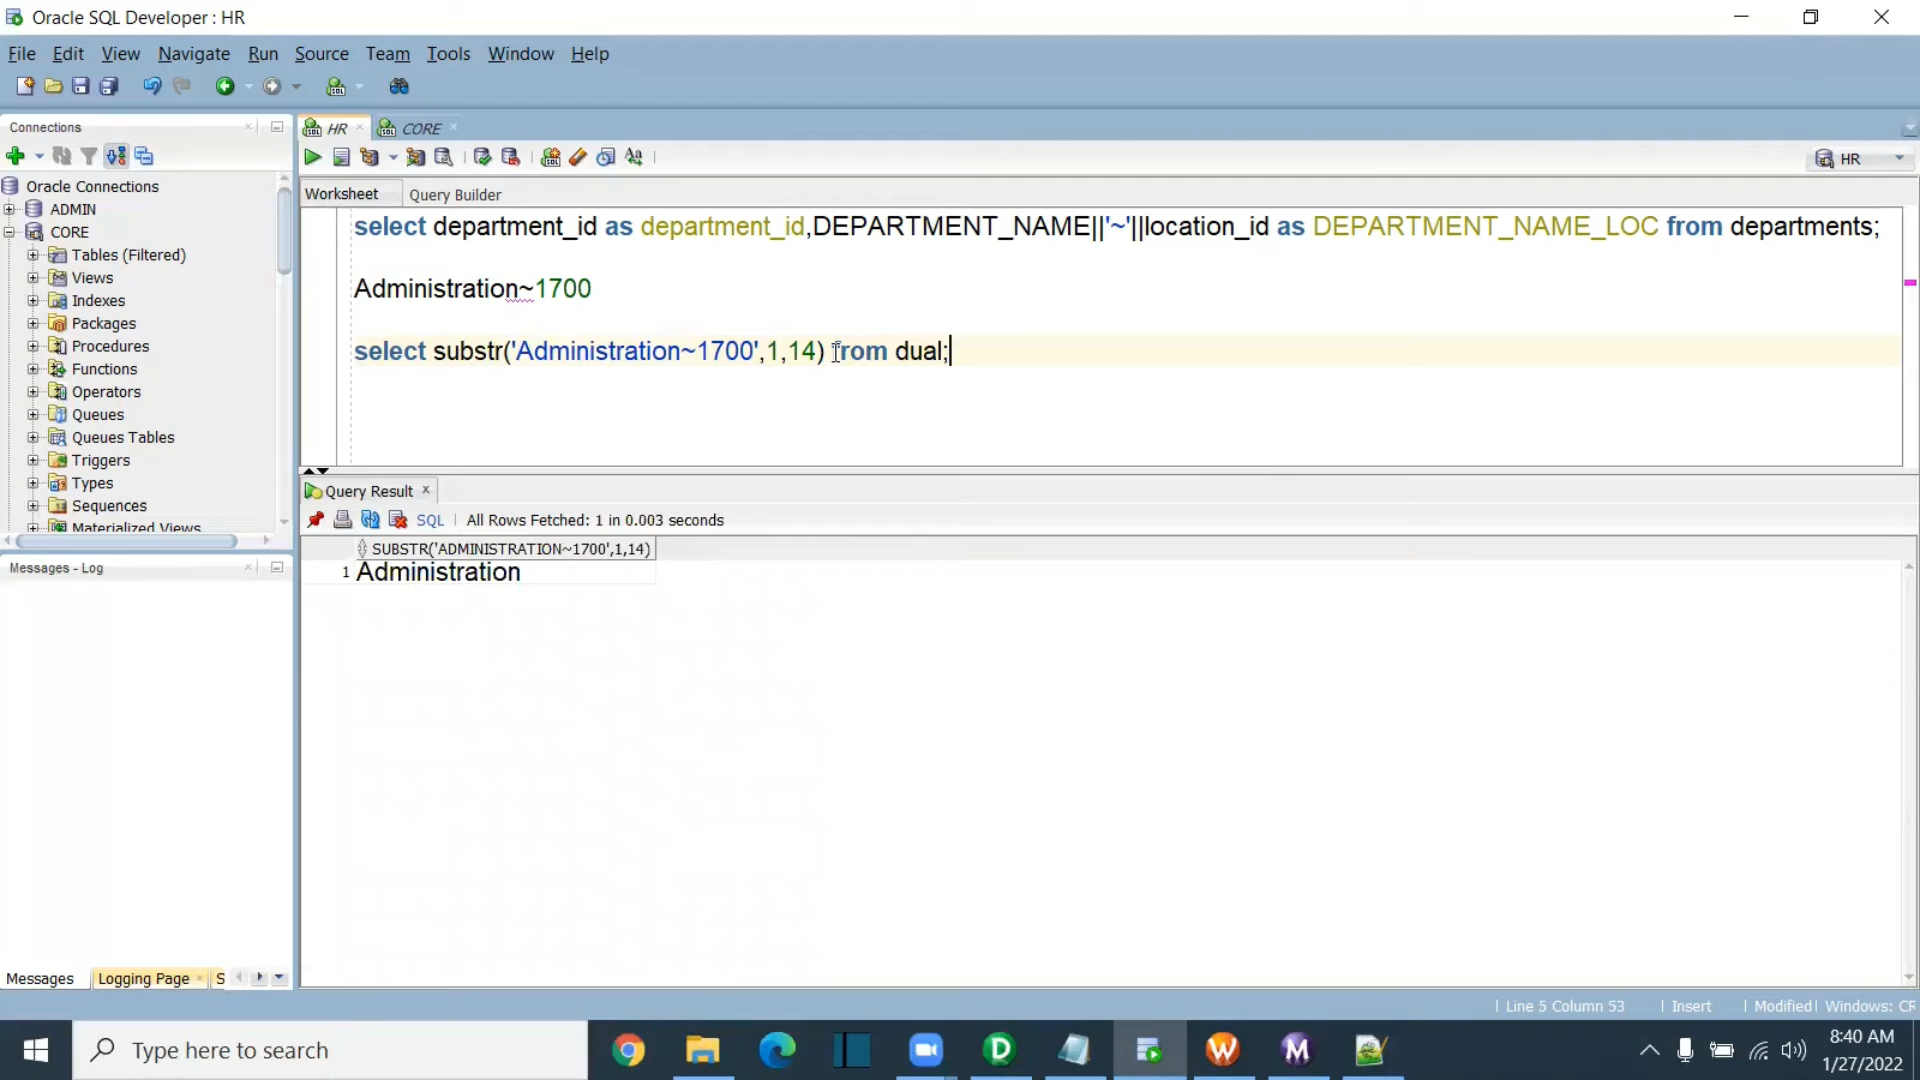 Oracle SQL Developer : HR
File Edit View Navigate Run Source Team Tools Window Help
Connections
HR
CORE
HR
Worksheet
Query Builder
Oracle Connections
ADMIN
CORE
Tables (Filtered)
Views
Indexes
Packages
Procedures
Functions
Operators
Queues
Queues Tables
Triggers
Types
Sequences
Materialized Views
select department_id as department_id,DEPARTMENT_NAME||'~'||location_id as DEPARTMENT_NAME_LOC from departments;
Administration~1700
select substr('Administration~1700',1,14) from dual;
Query Result
SQL
All Rows Fetched: 1 in 0.003 seconds
SUBSTR('ADMINISTRATION~1700',1,14)
1 Administration
Messages - Log
Messages
Logging Page
S
Line 5 Column 53
Insert
Modified
Windows: CR
Type here to search
8:40 AM
1/27/2022